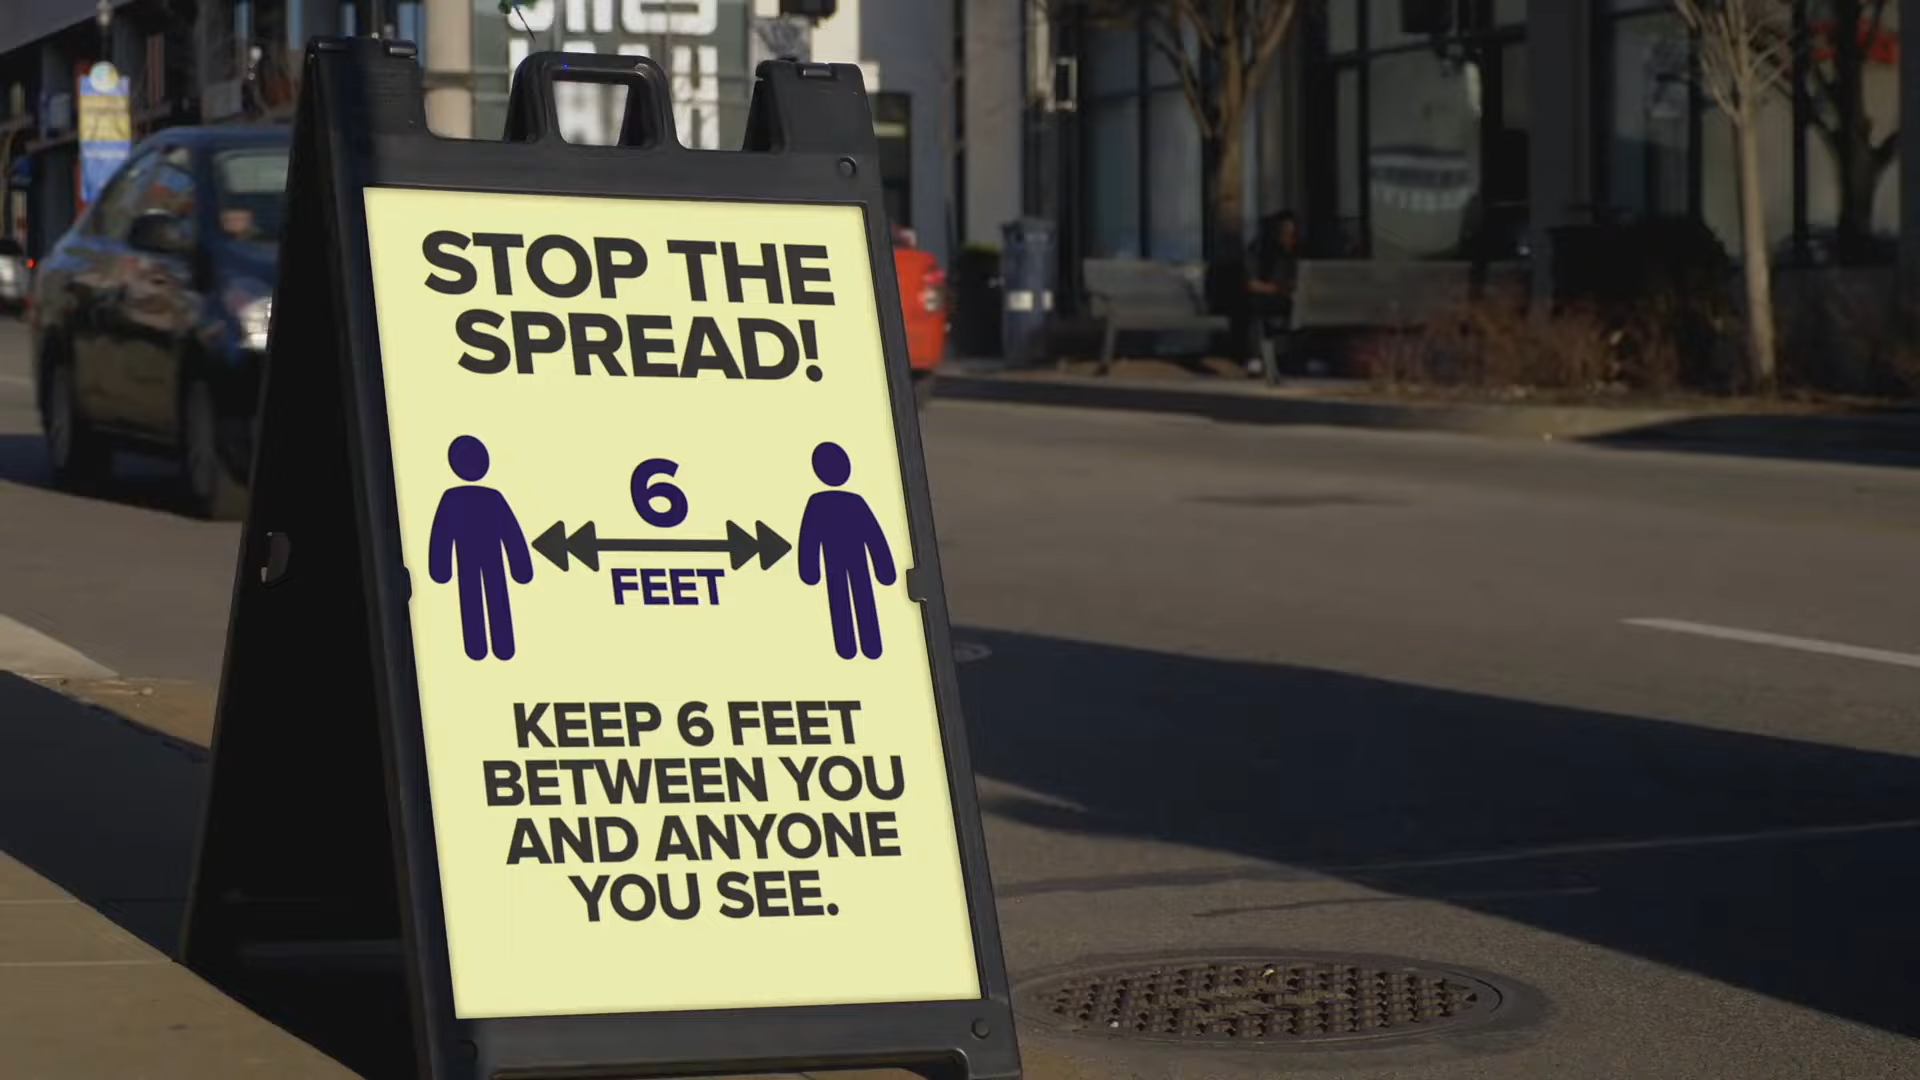 STOP THE
SPREAD!
6
FEET
KEEP 6 FEET
BETWEEN YOU
AND ANYONE
YOU SEE.